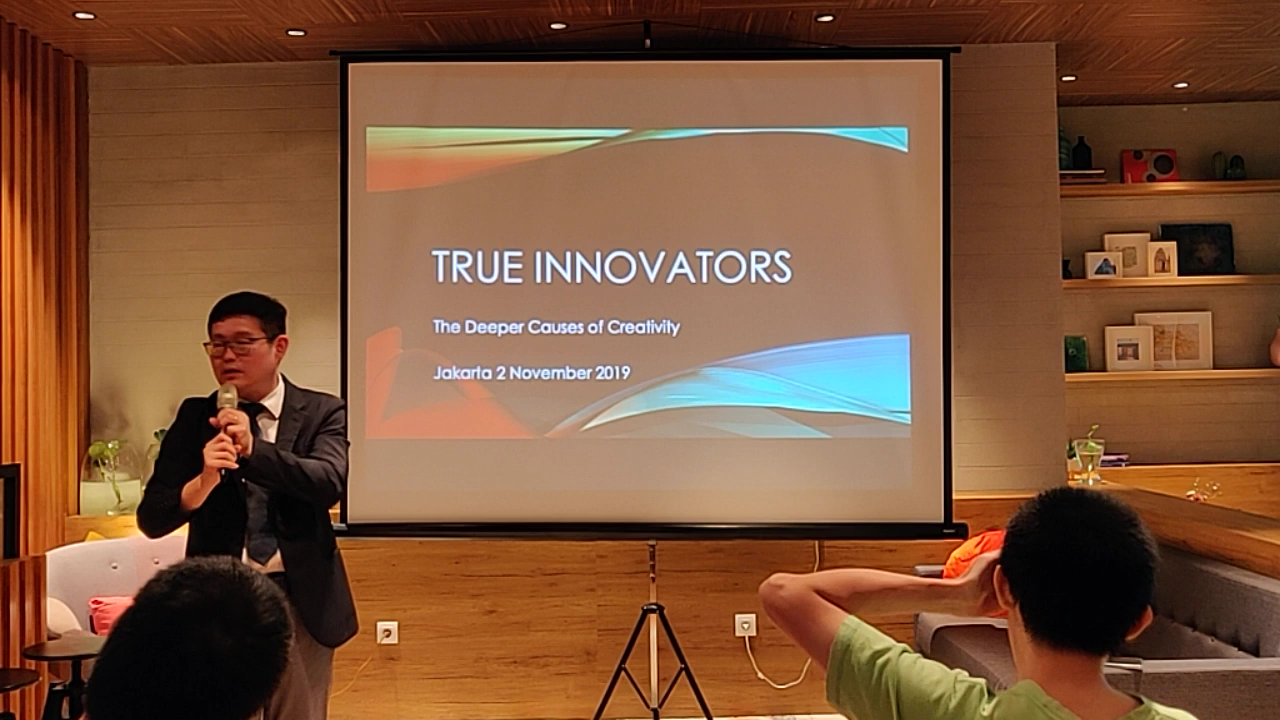 TRUE INNOVATORS
The Deeper Causes of Creativity
Jakarta 2 November 2019